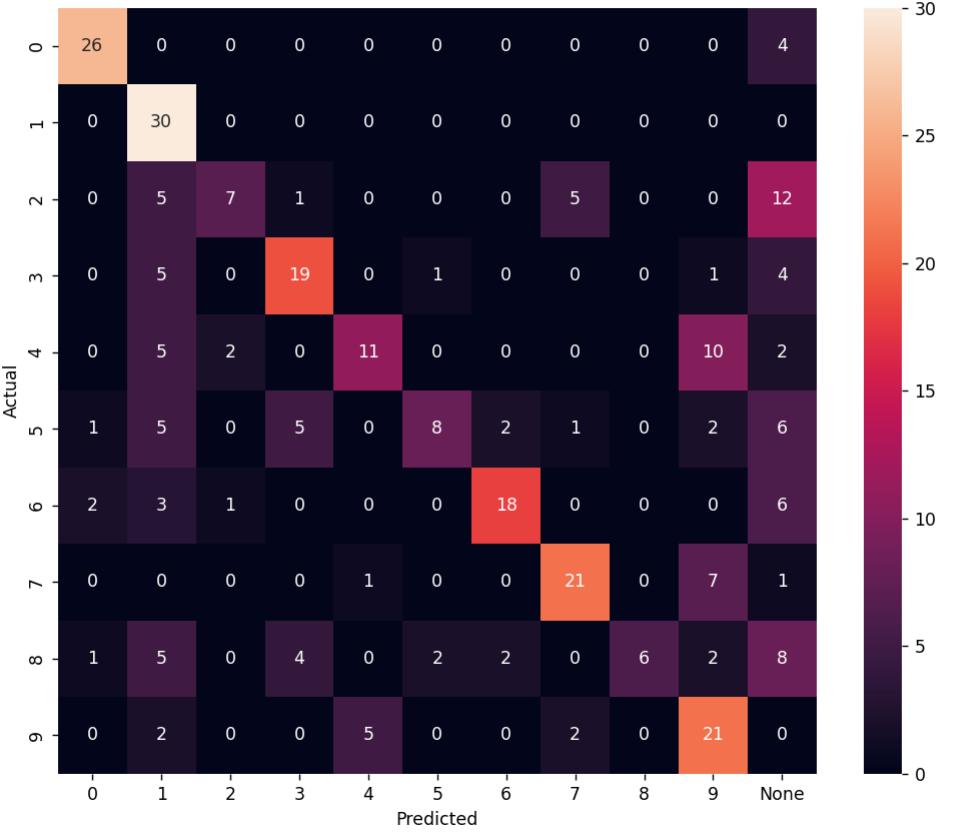 0 26 0 0 0 0 0 0 0 0 0 4
1 0 30 0 0 0 0 0 0 0 0 0
2 0 5 7 1 0 0 0 5 0 0 12
3 0 5 0 19 0 1 0 0 0 1 4
4 0 5 2 0 11 0 0 0 0 10 2
5 1 5 0 5 0 8 2 1 0 2 6
6 2 3 1 0 0 0 18 0 0 0 6
7 0 0 0 0 1 0 0 21 0 7 1
8 1 5 0 4 0 2 2 0 6 2 8
9 0 2 0 0 5 0 0 2 0 21 0
0 1 2 3 4 5 6 7 8 9 None
Predicted
Actual
30
25
20
15
10
5
0